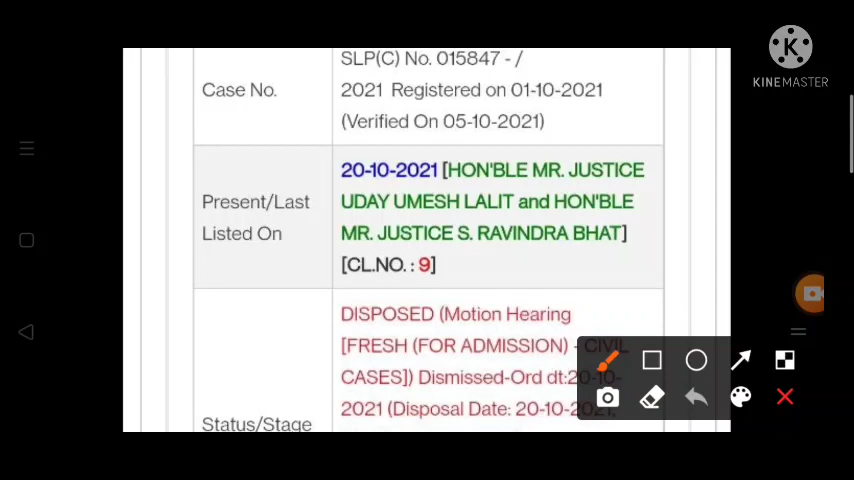 SLP(C) No. 015847 - /
Case No.
2021 Registered on 01-10-2021
(Verified On 05-10-2021)
20-10-2021 [HON'BLE MR. JUSTICE
Present/Last
UDAY UMESH LALIT and HON'BLE
Listed On
MR. JUSTICE S. RAVINDRA BHAT]
[CL.NO. : 9]
DISPOSED (Motion Hearing
[FRESH (FOR ADMISSION) - CIVIL
CASES]) Dismissed-Ord dt:20-10-
2021 (Disposal Date: 20-10-2021,
Status/Stage
K
KINEMASTER